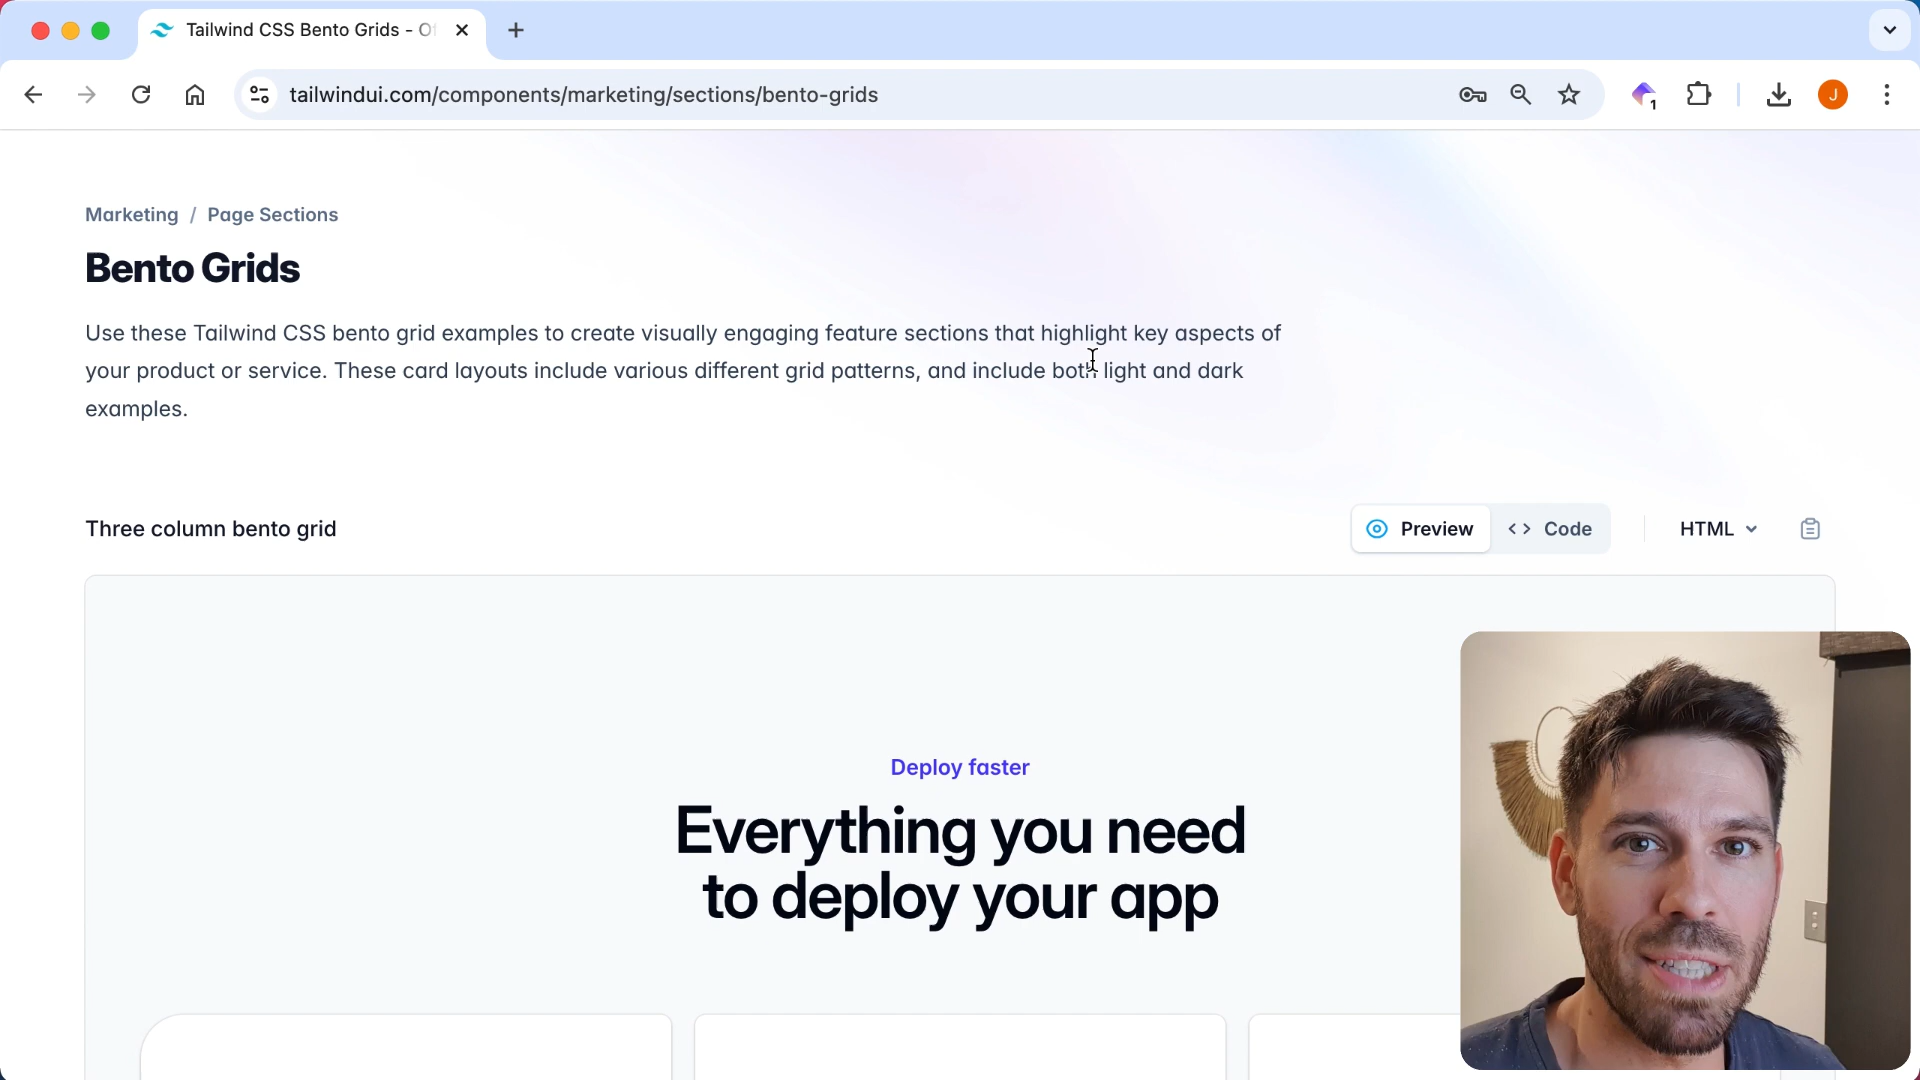 Tailwind CSS Bento Grids - Of
tailwindui.com/components/marketing/sections/bento-grids
1
J
Marketing / Page Sections
Bento Grids
Use these Tailwind CSS bento grid examples to create visually engaging feature sections that highlight key aspects of
your product or service. These card layouts include various different grid patterns, and include both light and dark
examples.
Three column bento grid
Preview
<> Code
HTML
Deploy faster
Everything you need
to deploy your app